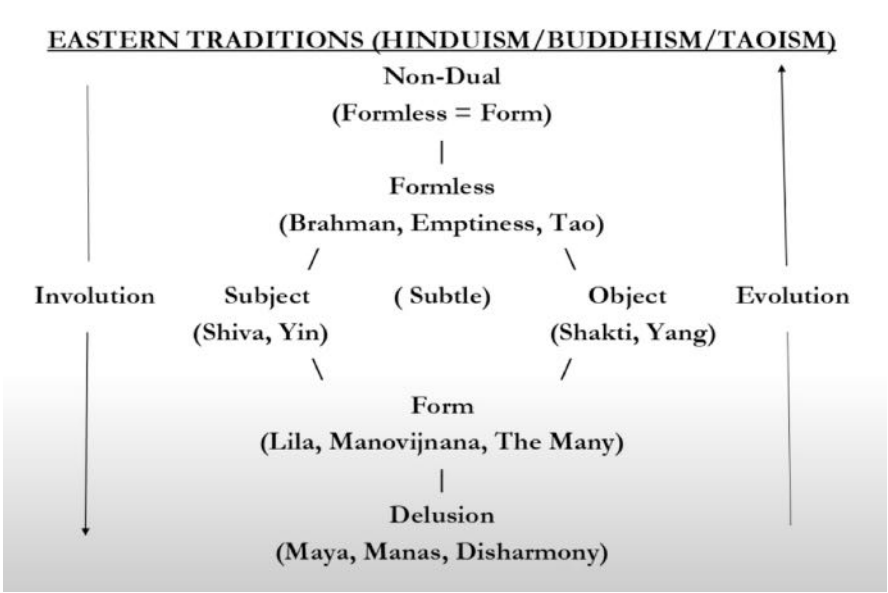 EASTERN TRADITIONS (HINDUISM/BUDDHISM/TAOISM)
Non-Dual
(Formless = Form)
|
Formless
(Brahman, Emptiness, Tao)
/ \
Involution Subject ( Subtle) Object Evolution
(Shiva, Yin) (Shakti, Yang)
\ /
Form
(Lila, Manovijnana, The Many)
|
Delusion
(Maya, Manas, Disharmony)